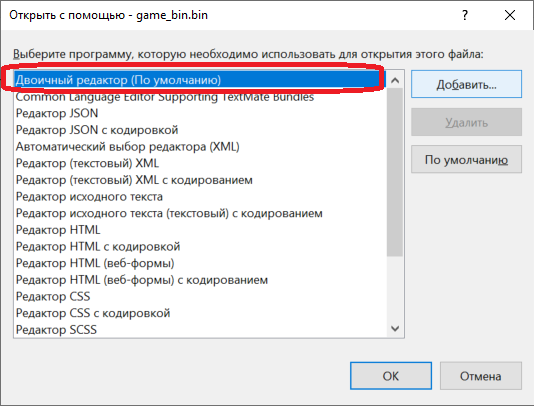 Открыть с помощью - game_bin.bin
Выберите программу, которую необходимо использовать для открытия этого файла:
Двоичный редактор (По умолчанию)
Common Language Editor Supporting TextMate Bundles
Редактор JSON
Редактор JSON с кодировкой
Автоматический выбор редактора (XML)
Редактор (текстовый) XML
Редактор (текстовый) XML с кодированием
Редактор исходного текста
Редактор исходного текста (текстовый) с кодированием
Редактор HTML
Редактор HTML с кодировкой
Редактор HTML (веб-формы)
Редактор HTML (веб-формы) с кодированием
Редактор CSS
Редактор CSS с кодировкой
Редактор SCSS
Добавить...
Удалить
По умолчанию
ОК
Отмена